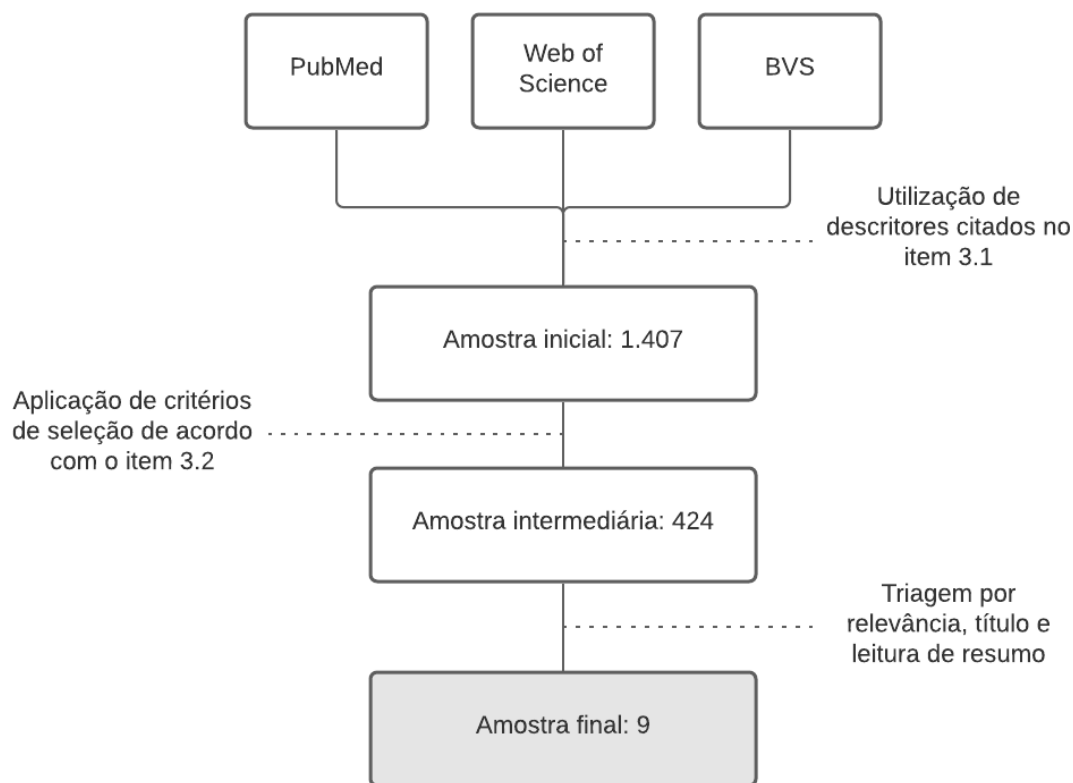 PubMed
Web of
Science
BVS
Utilização de
descritores citados no
item 3.1
Amostra inicial: 1.407
Aplicação de critérios
de seleção de acordo
com o item 3.2
Amostra intermediária: 424
Triagem por
relevância, título e
leitura de resumo
Amostra final: 9